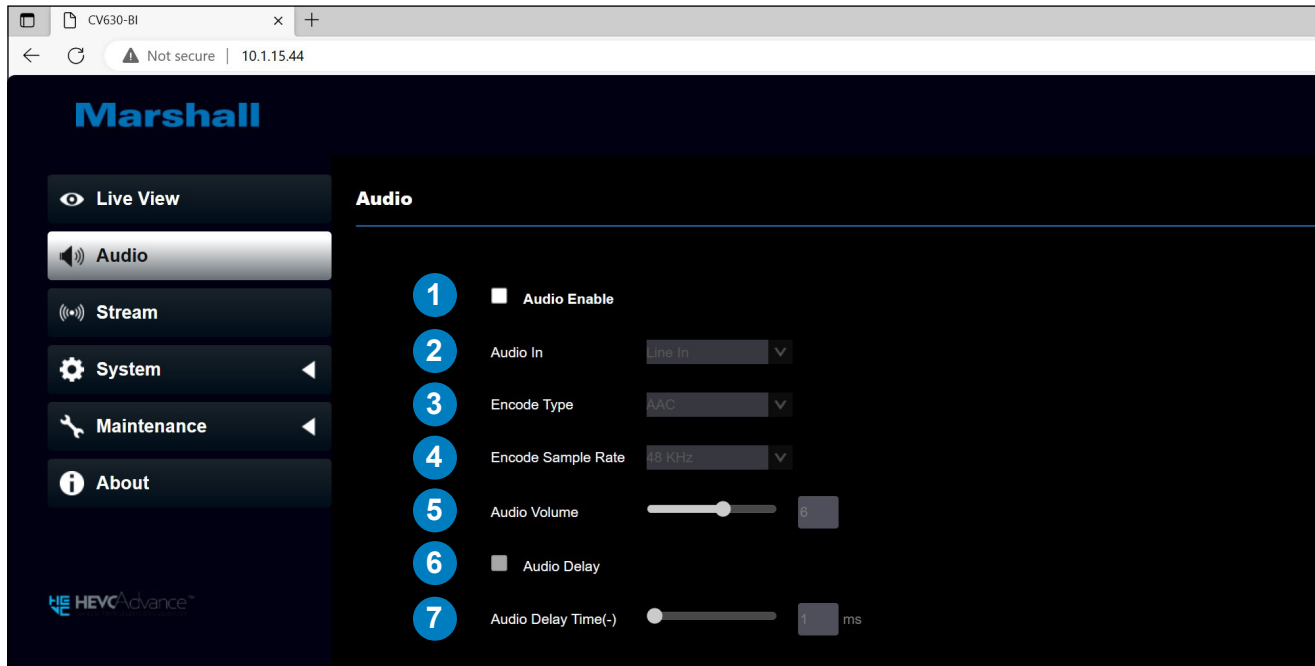 CV630-BI
Not secure | 10.1.15.44
Marshall
Live View
Audio
Stream
System
Maintenance
About
HEVC Advance™
Audio
1 Audio Enable
2 Audio In Line In
3 Encode Type AAC
4 Encode Sample Rate 48 KHz
5 Audio Volume 6
6 Audio Delay
7 Audio Delay Time(-) 1 ms